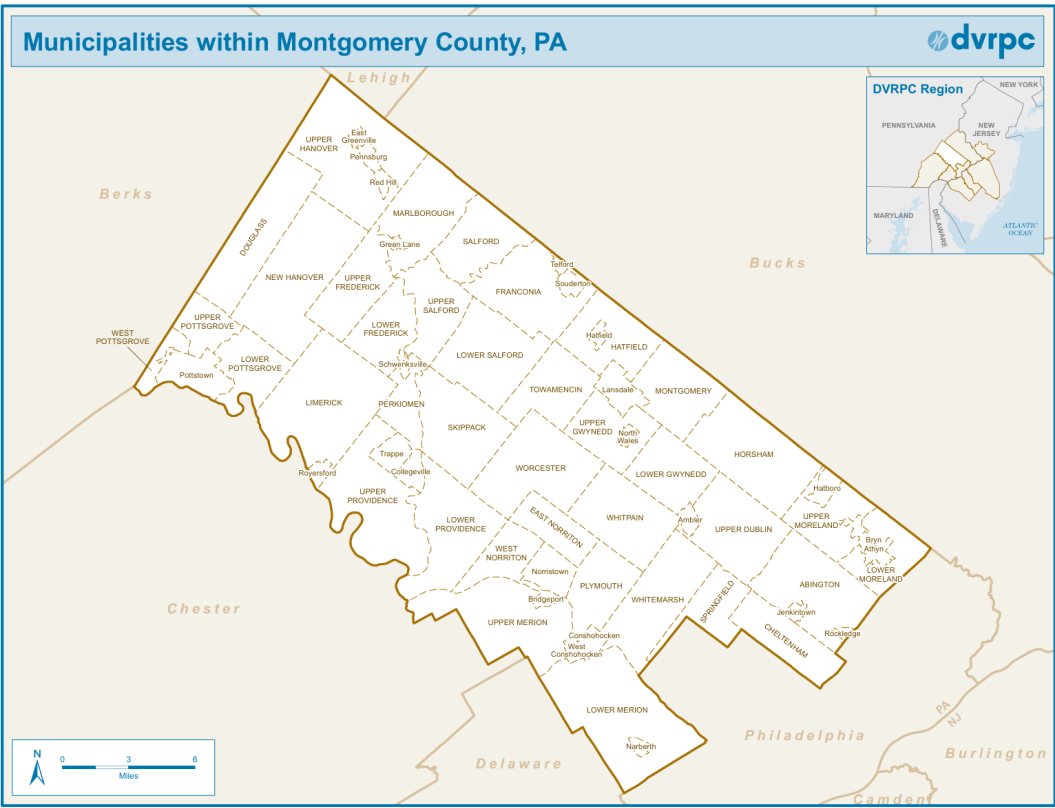 Municipalities within Montgomery County, PA
dvrpc
Lehigh
DVRPC Region
NEW YORK
PENNSYLVANIA
NEW
JERSEY
MARYLAND
DELAWARE
ATLANTIC
OCEAN
Berks
Bucks
UPPER
HANOVER
East
Greenville
Pennsburg
Red Hill
MARLBOROUGH
DOUGLASS
Green Lane
SALFORD
NEW HANOVER
UPPER
FREDERICK
Telford
Souderton
FRANCONIA
UPPER
SALFORD
UPPER
POTTSGROVE
WEST
POTTSGROVE
LOWER
FREDERICK
Hatfield
HATFIELD
LOWER
POTTSGROVE
Pottstown
Schwenksville
LOWER SALFORD
TOWAMENCIN
Lansdale
MONTGOMERY
LIMERICK
PERKIOMEN
SKIPPACK
UPPER
GWYNEDD
North
Wales
Trappe
Collegeville
Royersford
WORCESTER
LOWER GWYNEDD
HORSHAM
UPPER
PROVIDENCE
Hatboro
LOWER
PROVIDENCE
EAST NORRITON
WHITPAIN
Ambler
UPPER DUBLIN
UPPER
MORELAND
Bryn
Athyn
WEST
NORRITON
Norristown
LOWER
MORELAND
PLYMOUTH
ABINGTON
Bridgeport
WHITEMARSH
SPRINGFIELD
Jenkintown
UPPER MERION
Conshohocken
West
Conshohocken
CHELTENHAM
Rockledge
Chester
LOWER MERION
Narberth
PA
NJ
Philadelphia
Delaware
Burlington
Camden
N
0 3 6
Miles